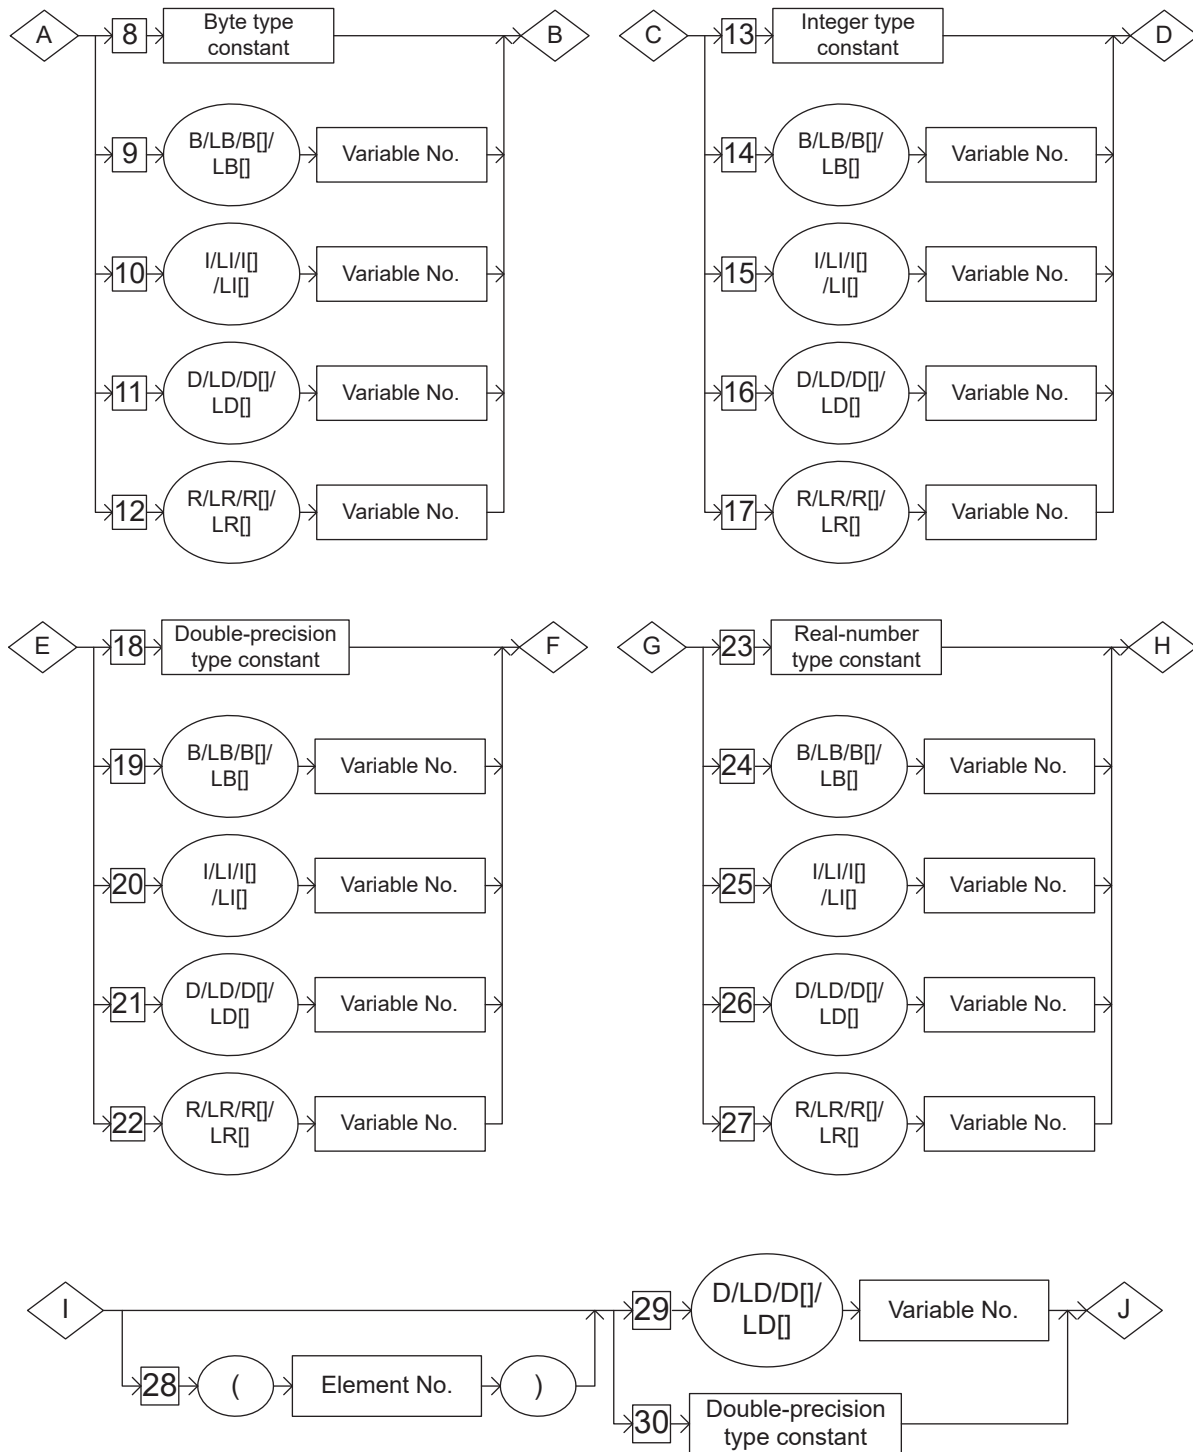 A
8
Byte type
constant
B
9
B/LB/B[]/
LB[]
Variable No.
10
I/LI/I[]
/LI[]
Variable No.
11
D/LD/D[]/
LD[]
Variable No.
12
R/LR/R[]/
LR[]
Variable No.
C
13
Integer type
constant
D
14
B/LB/B[]/
LB[]
Variable No.
15
I/LI/I[]
/LI[]
Variable No.
16
D/LD/D[]/
LD[]
Variable No.
17
R/LR/R[]/
LR[]
Variable No.
E
18
Double-precision
type constant
F
19
B/LB/B[]/
LB[]
Variable No.
20
I/LI/I[]
/LI[]
Variable No.
21
D/LD/D[]/
LD[]
Variable No.
22
R/LR/R[]/
LR[]
Variable No.
G
23
Real-number
type constant
H
24
B/LB/B[]/
LB[]
Variable No.
25
I/LI/I[]
/LI[]
Variable No.
26
D/LD/D[]/
LD[]
Variable No.
27
R/LR/R[]/
LR[]
Variable No.
I
28
(
Element No.
)
29
D/LD/D[]/
LD[]
Variable No.
J
30
Double-precision
type constant